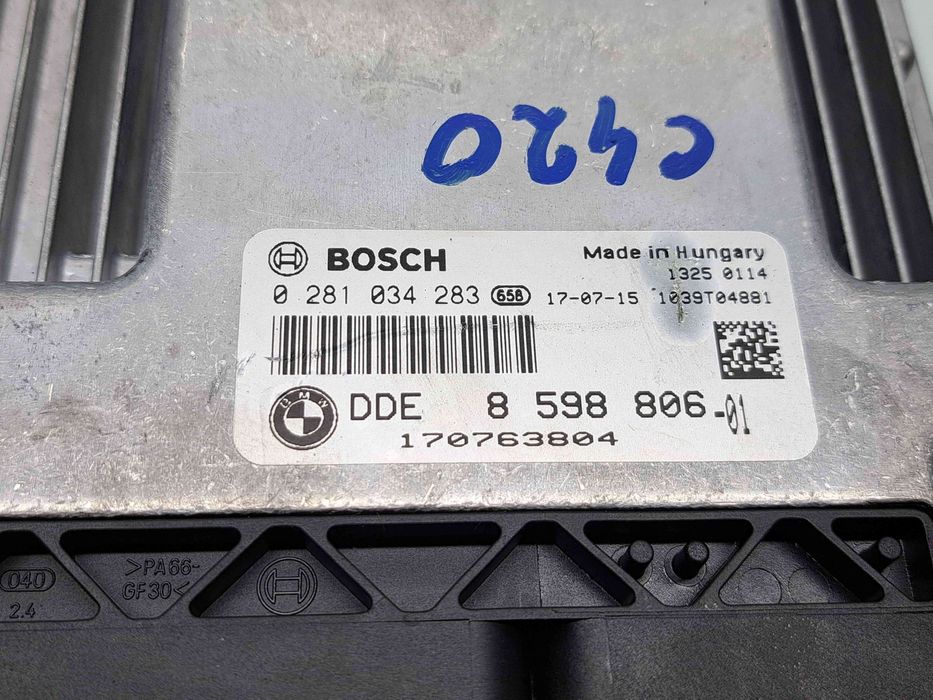 C420
BOSCH
Made in Hungary
1325 0114
0 281 034 283 658 17-07-15 1039T04881
BMW DDE 8 598 806-01
170763804
040
2.4
>PA66-
GF30<